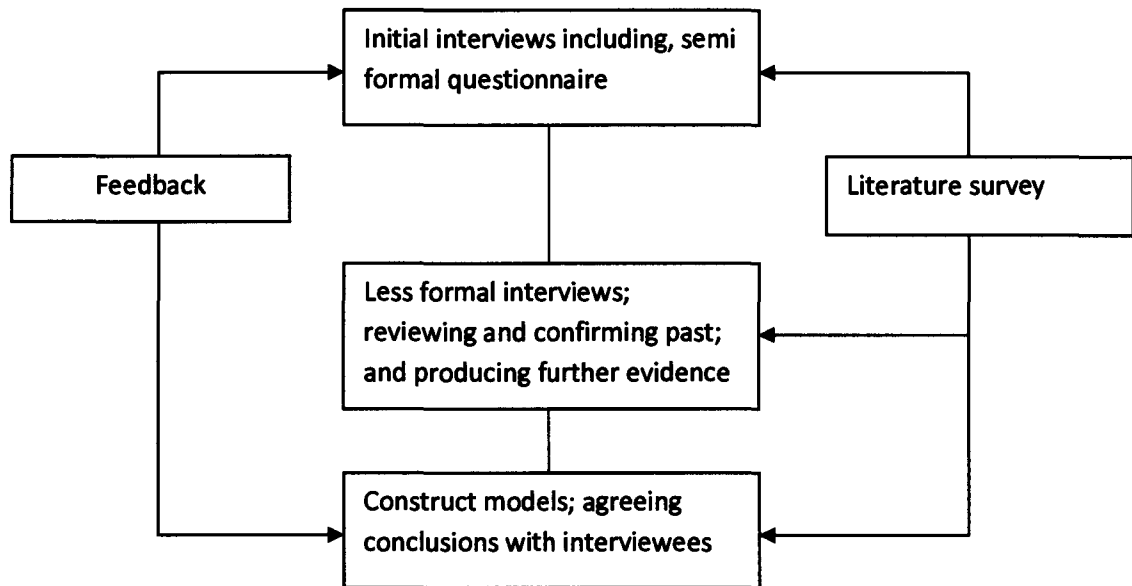 Initial interviews including, semi
formal questionnaire
Feedback
Literature survey
Less formal interviews;
reviewing and confirming past;
and producing further evidence
Construct models; agreeing
conclusions with interviewees